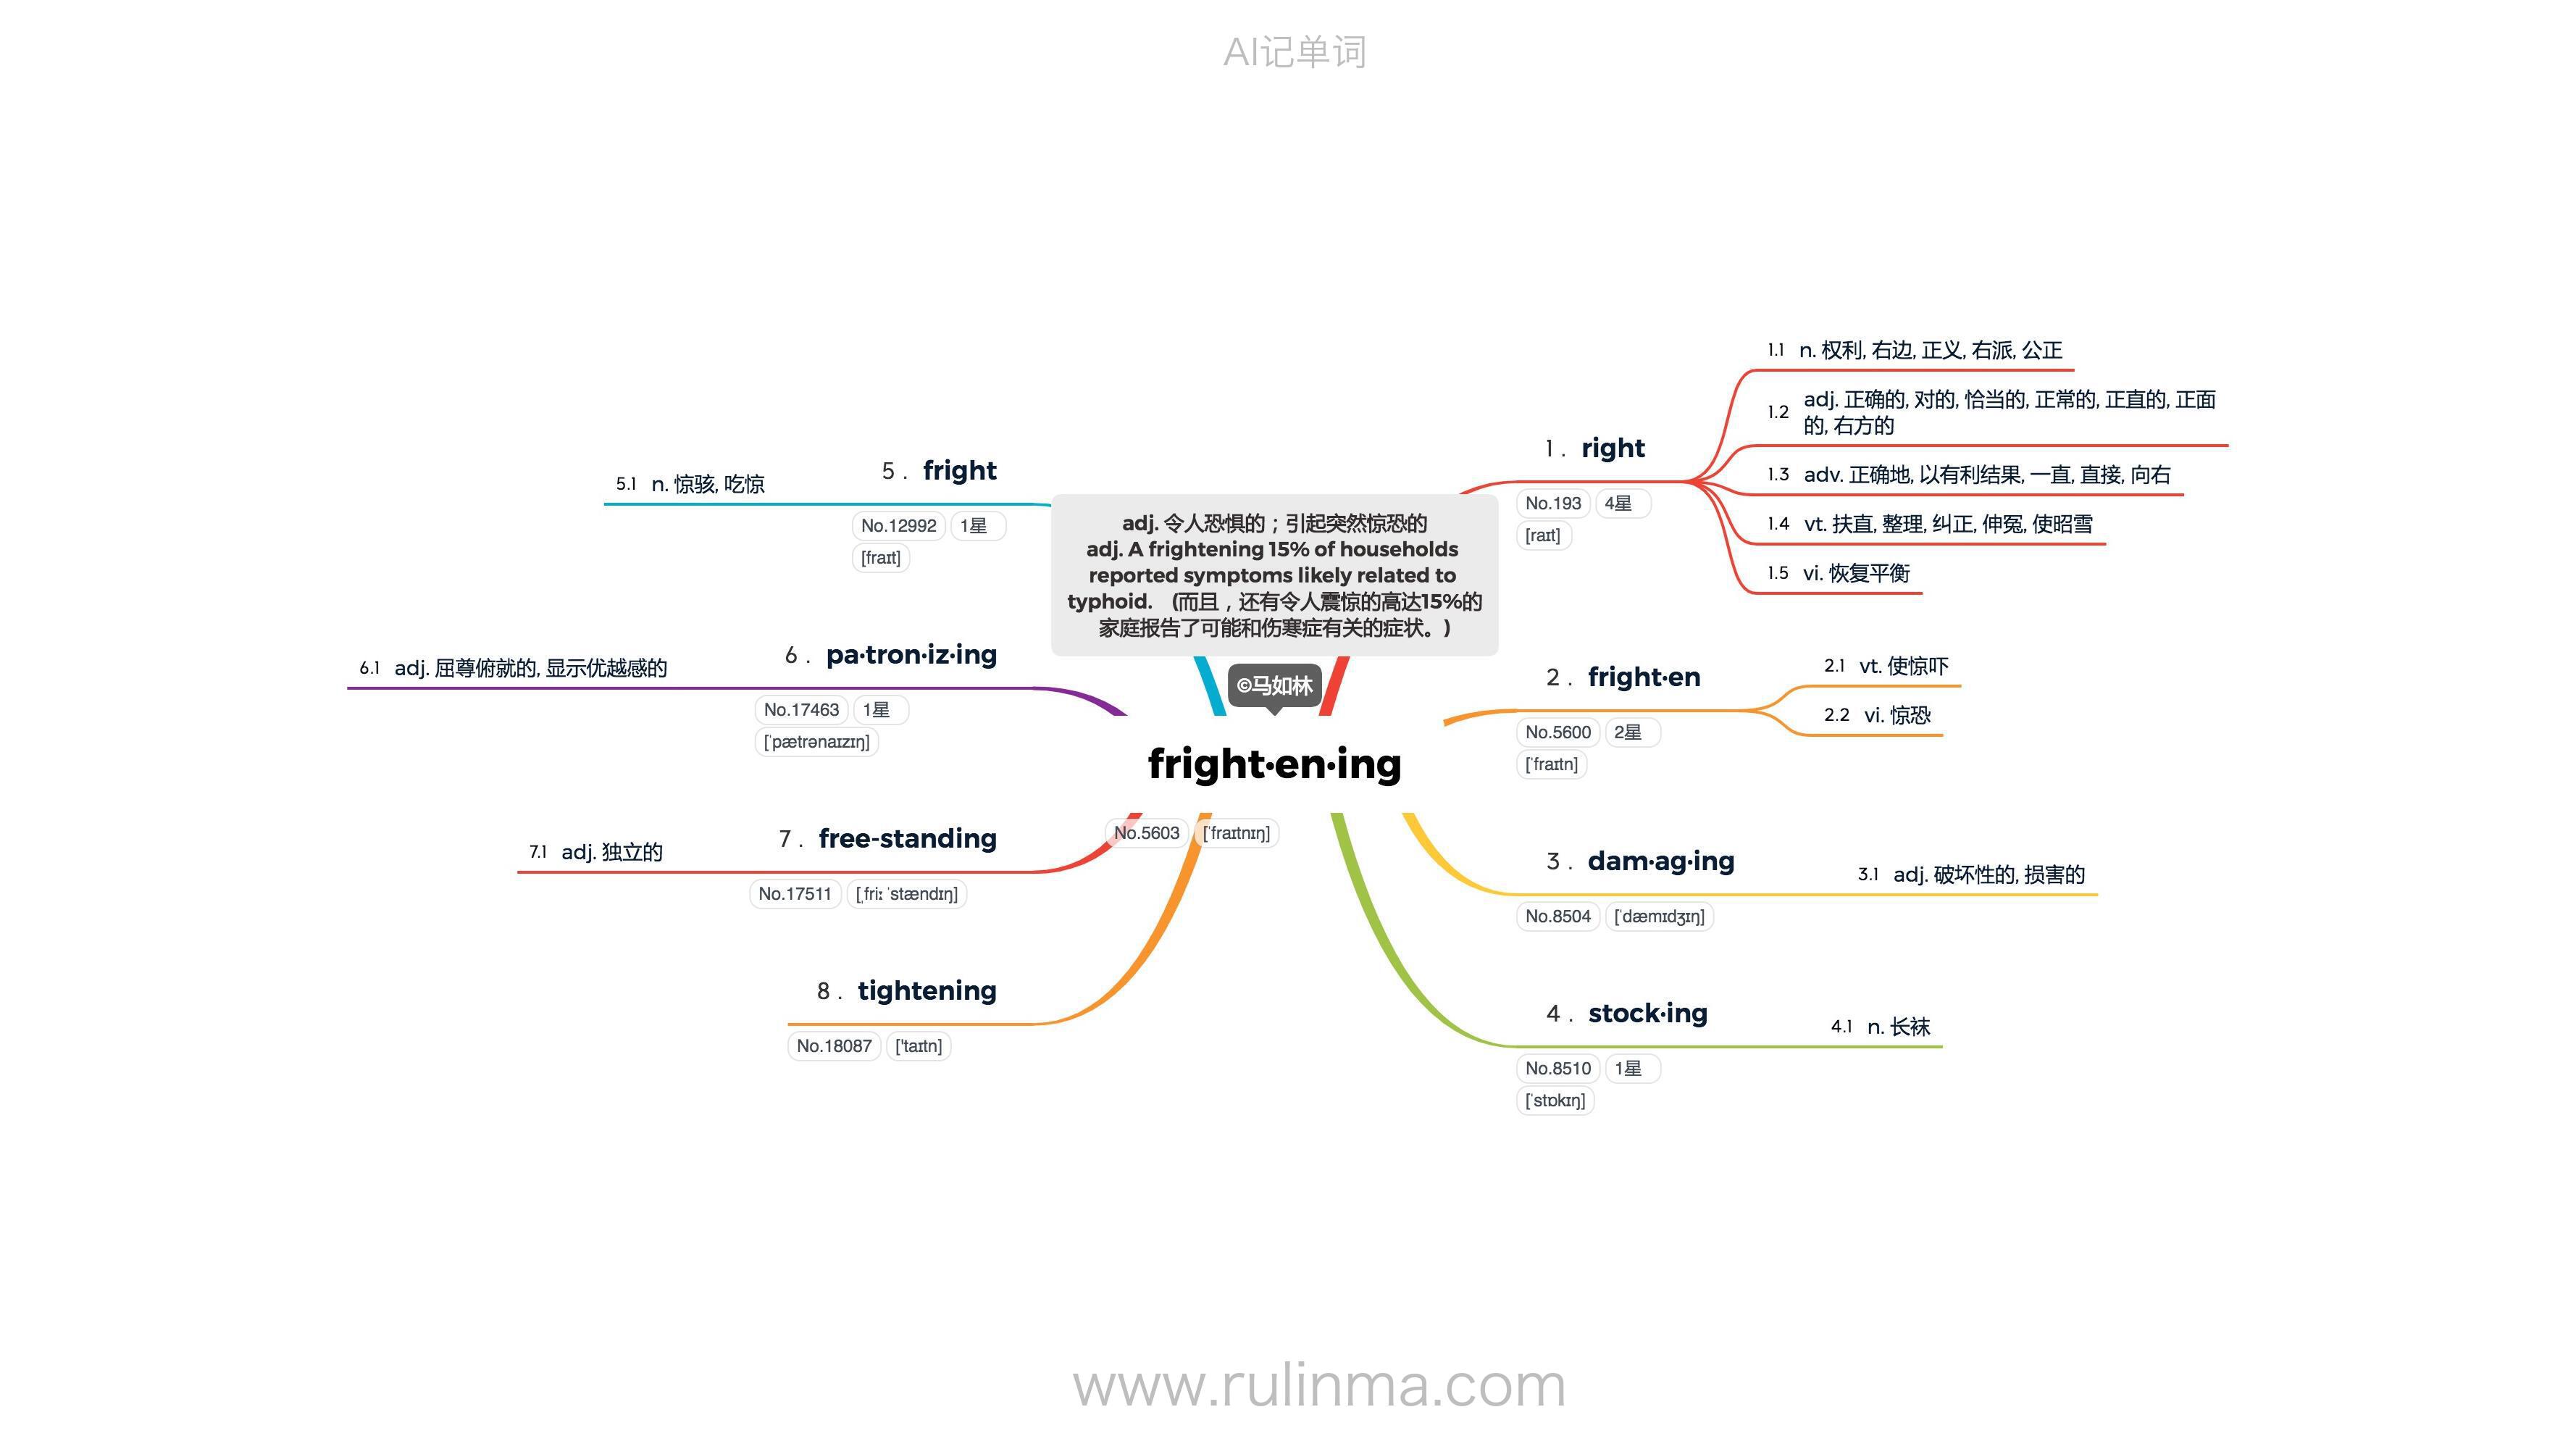 AI记单词
adj. 令人恐惧的；引起突然惊恐的
adj. A frightening 15% of households
reported symptoms likely related to
typhoid. (而且，还有令人震惊的高达15%的
家庭报告了可能和伤寒症有关的症状。)
©马如林
fright·en·ing
No.5603 [ˈfraɪtnɪŋ]
1. right
No.193 4星
[raɪt]
1.1 n. 权利, 右边, 正义, 右派, 公正
1.2 adj. 正确的, 对的, 恰当的, 正常的, 正直的, 正面
的, 右方的
1.3 adv. 正确地, 以有利结果, 一直, 直接, 向右
1.4 vt. 扶直, 整理, 纠正, 伸冤, 使昭雪
1.5 vi. 恢复平衡
2. fright·en
No.5600 2星
[ˈfraɪtn]
2.1 vt. 使惊吓
2.2 vi. 惊恐
3. dam·ag·ing
No.8504 [ˈdæmɪdʒɪŋ]
3.1 adj. 破坏性的, 损害的
4. stock·ing
No.8510 1星
[ˈstɒkɪŋ]
4.1 n. 长袜
5. fright
No.12992 1星
[fraɪt]
5.1 n. 惊骇, 吃惊
6. pa·tron·iz·ing
No.17463 1星
[ˈpætrənaɪzɪŋ]
6.1 adj. 屈尊俯就的, 显示优越感的
7. free-standing
No.17511 [ˌfriː ˈstændɪŋ]
7.1 adj. 独立的
8. tightening
No.18087 ['taɪtn]
www.rulinma.com